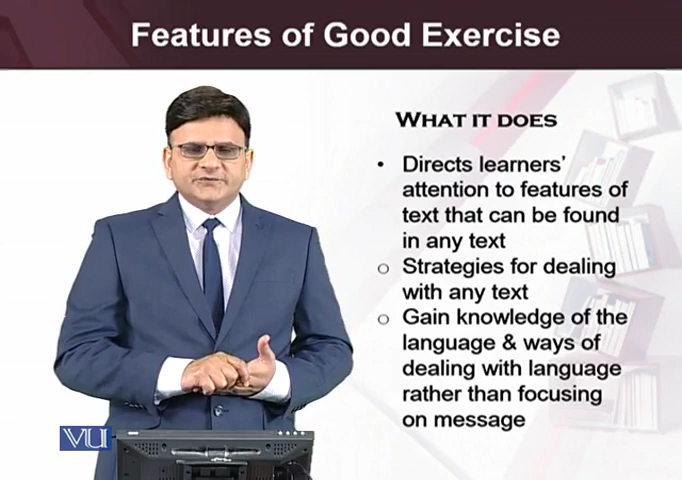 Features of Good Exercise
WHAT IT DOES
• Directs learners'
attention to features of
text that can be found
in any text
o Strategies for dealing
with any text
o Gain knowledge of the
language & ways of
dealing with language
rather than focusing
on message
VU